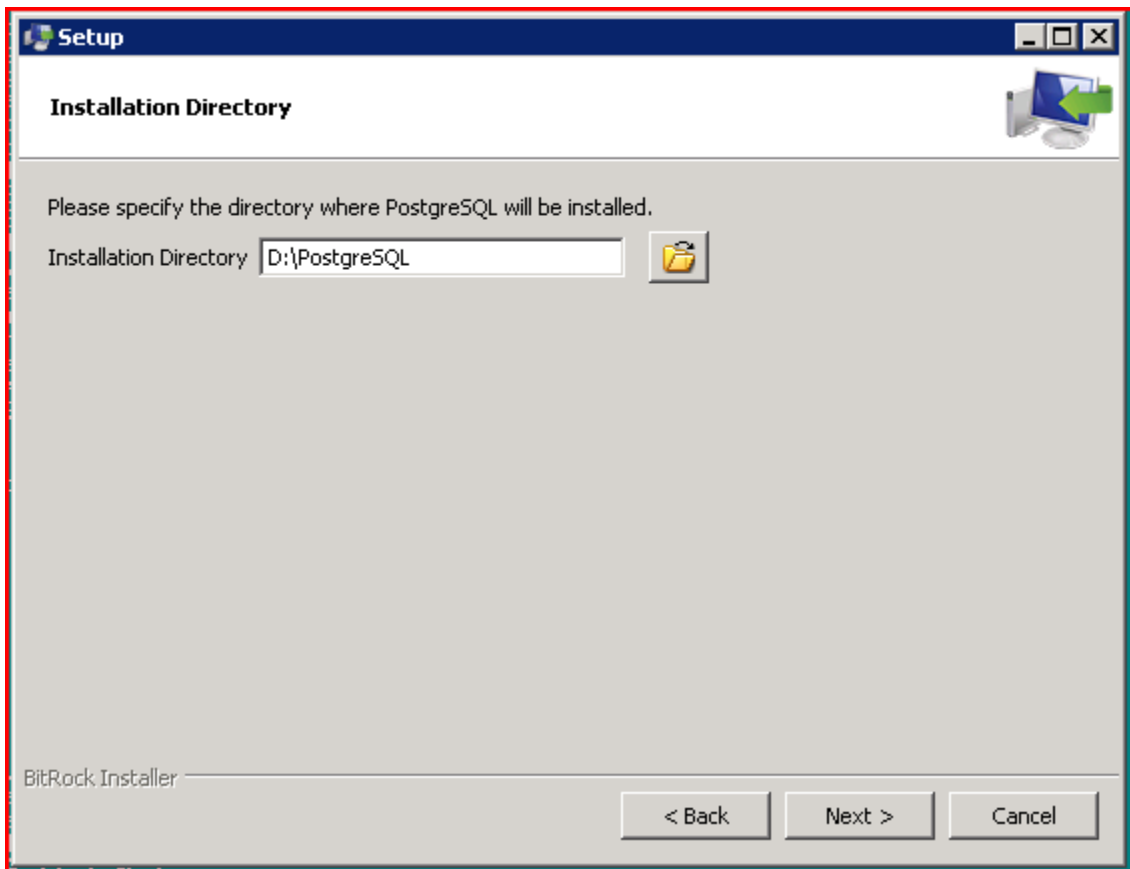 Setup
Installation Directory
Please specify the directory where PostgreSQL will be installed.
Installation Directory D:\PostgreSQL
BitRock Installer
< Back Next > Cancel